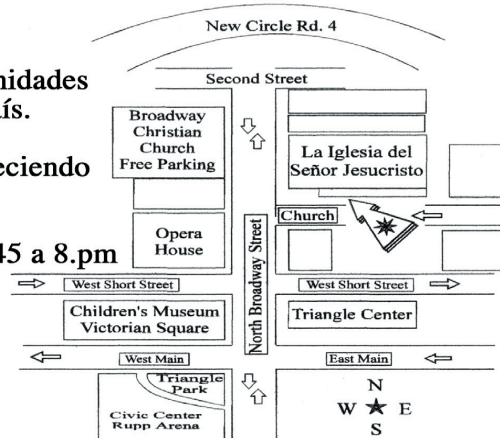 New Circle Rd. 4
nidades
Second Street
aís.
Broadway
Christian
Church
Free Parking
La Iglesia del
Señor Jesucristo
eciendo
Church
Opera
House
45 a 8.pm
North Broadway Street
West Short Street
West Short Street
Children's Museum
Victorian Square
Triangle Center
West Main
East Main
Triangle
Park
Civic Center
Rupp Arena
N
W E
S